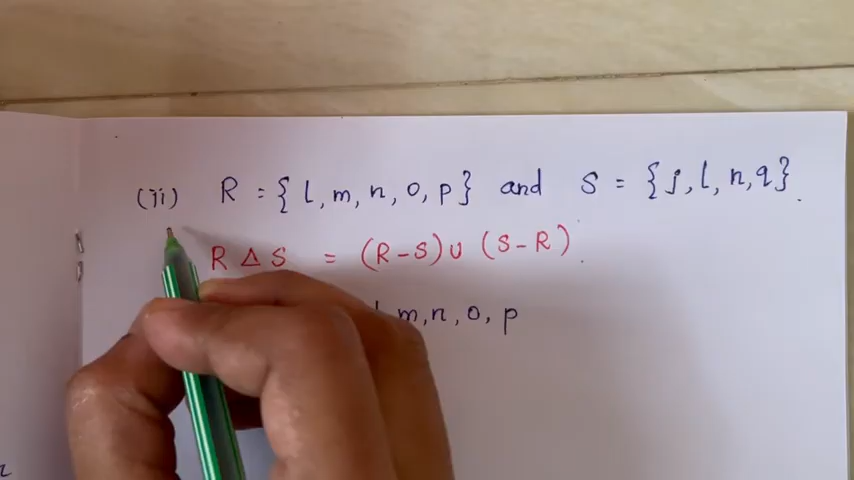 (ii) R = { l, m, n, o, p } and S = { j, l, n, q } .
R Δ S = (R - S) ∪ (S - R) .
l, m, n, o, p